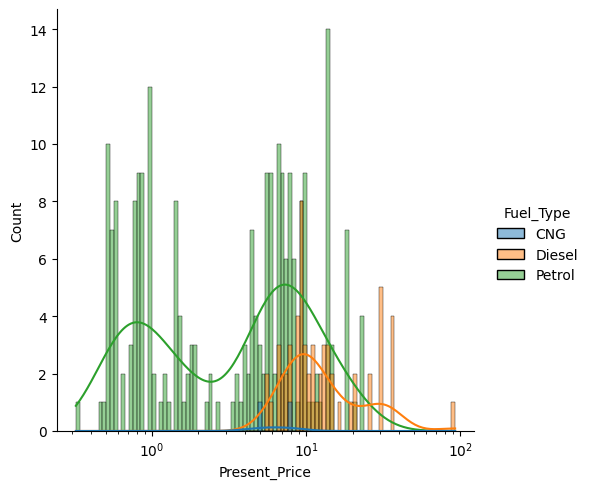 14
12
10
8
6
4
2
0
Count
10⁰
10¹
10²
Present_Price
Fuel_Type
CNG
Diesel
Petrol